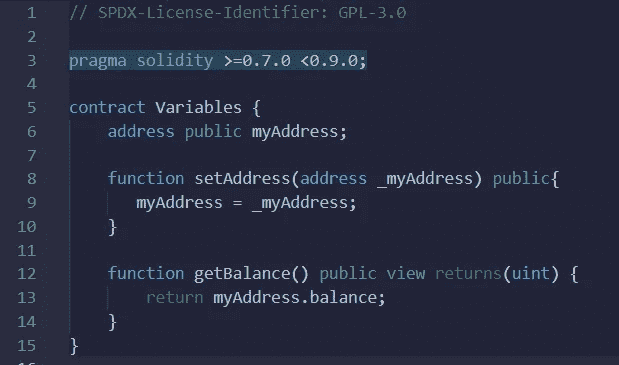 1 // SPDX-License-Identifier: GPL-3.0
2
3 pragma solidity >=0.7.0 <0.9.0;
4
5 contract Variables {
6     address public myAddress;
7
8     function setAddress(address _myAddress) public{
9        myAddress = _myAddress;
10     }
11
12     function getBalance() public view returns(uint) {
13         return myAddress.balance;
14     }
15 }